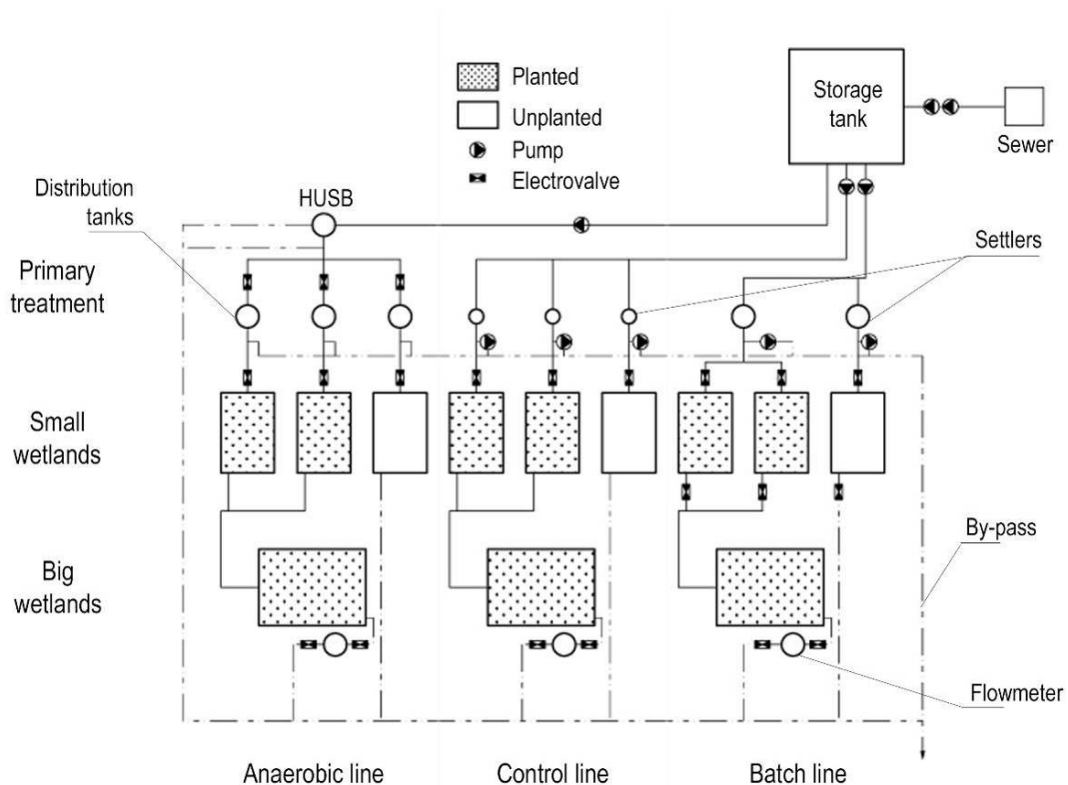 Planted
Unplanted
Pump
Electrovalve
Storage
tank
Sewer
Distribution
tanks
HUSB
Settlers
Primary
treatment
Small
wetlands
By-pass
Big
wetlands
Flowmeter
Anaerobic line
Control line
Batch line